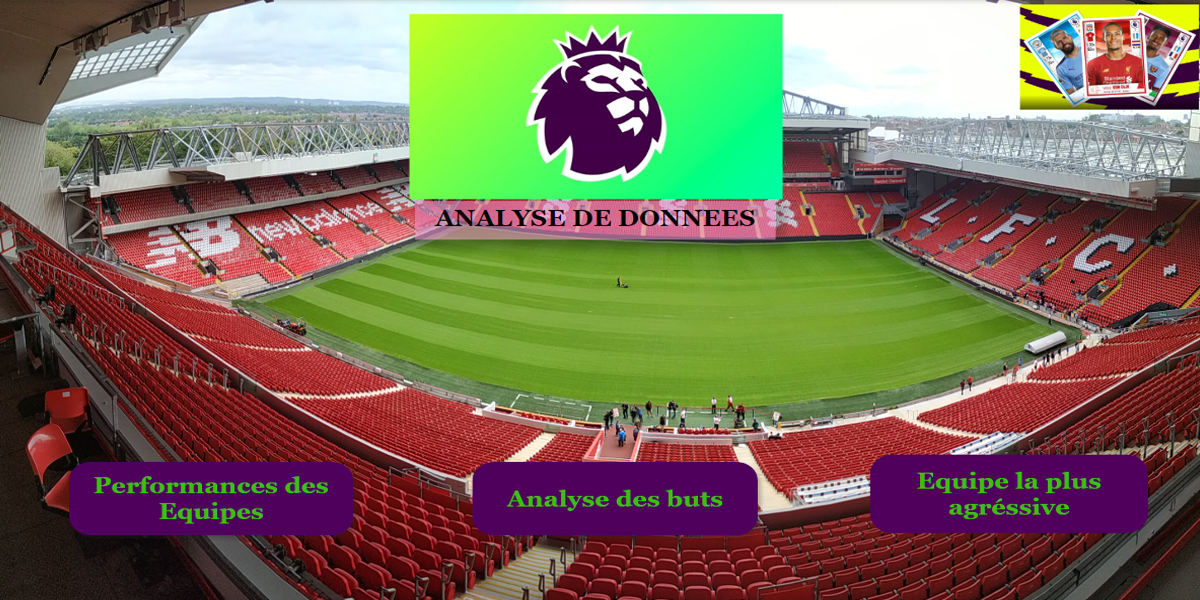 ANALYSE DE DONNEES
new balance
L.F.C.
Performances des
Equipes
Analyse des buts
Equipe la plus
agréssive